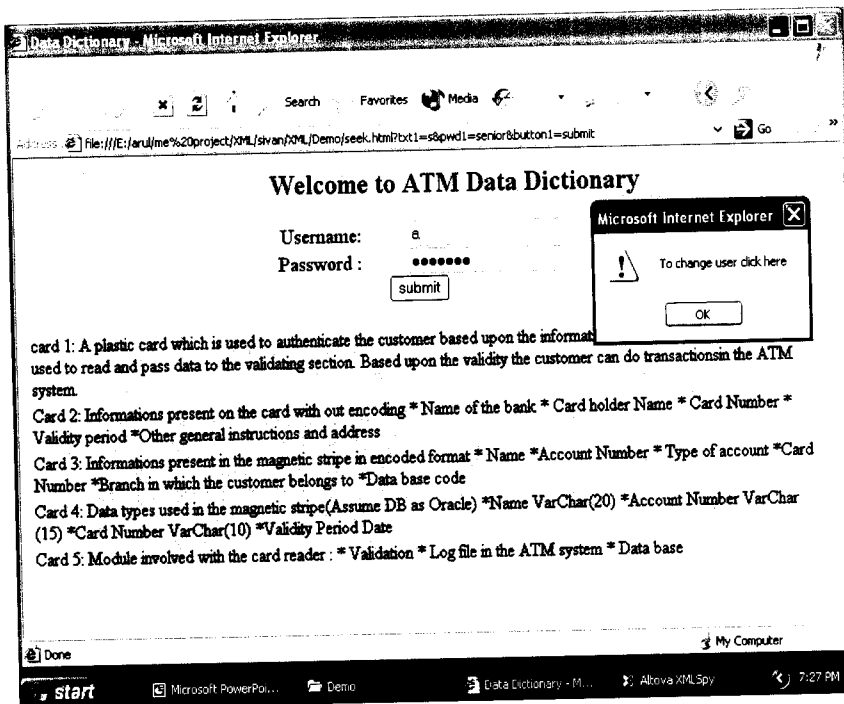 Data Dictionary - Microsoft Internet Explorer
Search Favorites Media
Address file:///E:/arul/me%20project/XML/sivan/XML/Demo/seek.html?txt1=s&pwd1=senior&button1=submit Go »
Welcome to ATM Data Dictionary
Username: a
Password : •••••••
submit
Microsoft Internet Explorer
To change user click here
OK
card 1: A plastic card which is used to authenticate the customer based upon the informat
used to read and pass data to the validating section. Based upon the validity the customer can do transactionsin the ATM
system.
Card 2: Informations present on the card with out encoding * Name of the bank * Card holder Name * Card Number *
Validity period *Other general instructions and address
Card 3: Informations present in the magnetic stripe in encoded format * Name *Account Number * Type of account *Card
Number *Branch in which the customer belongs to *Data base code
Card 4: Data types used in the magnetic stripe(Assume DB as Oracle) *Name VarChar(20) *Account Number VarChar
(15) *Card Number VarChar(10) *Validity Period Date
Card 5: Module involved with the card reader : * Validation * Log file in the ATM system * Data base
Done My Computer
start Microsoft PowerPoi... Demo Data Dictionary - M... Altova XMLSpy 7:27 PM